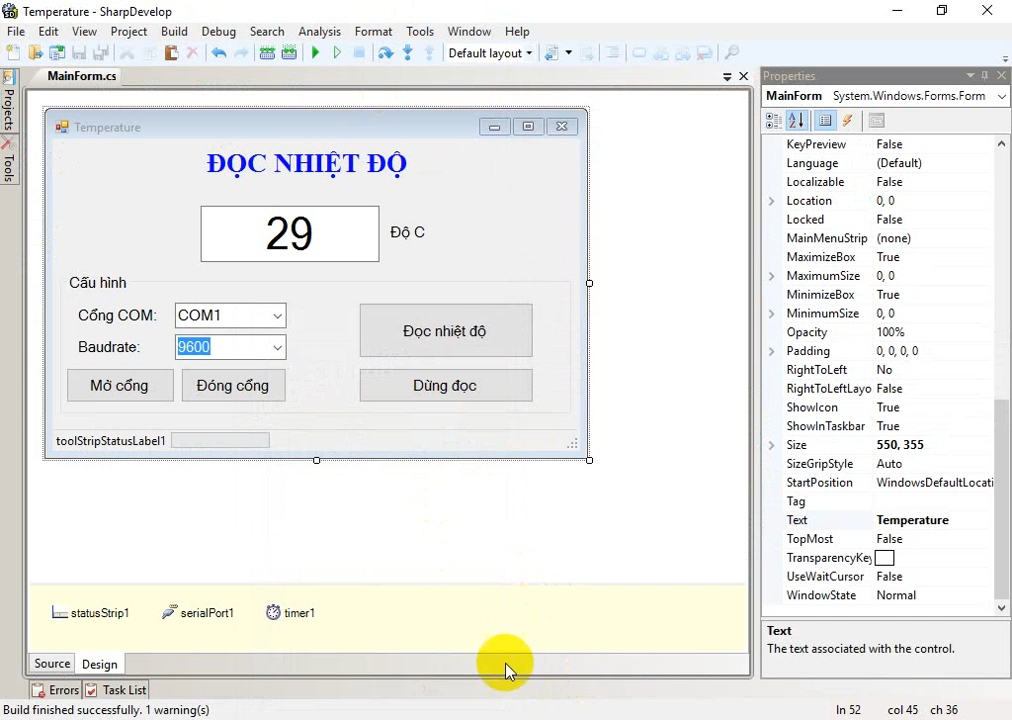 Temperature - SharpDevelop
File Edit View Project Build Debug Search Analysis Format Tools Window Help
Default layout
MainForm.cs
Properties
MainForm System.Windows.Forms.Form
Projects
Tools
Temperature
ĐỌC NHIỆT ĐỘ
29 Độ C
Cấu hình
Cổng COM: COM1
Baudrate: 9600
Đọc nhiệt độ
Mở cổng Đóng cổng Dừng đọc
toolStripStatusLabel1
KeyPreview False
Language (Default)
Localizable False
Location 0, 0
Locked False
MainMenuStrip (none)
MaximizeBox True
MaximumSize 0, 0
MinimizeBox True
MinimumSize 0, 0
Opacity 100%
Padding 0, 0, 0, 0
RightToLeft No
RightToLeftLayo False
ShowIcon True
ShowInTaskbar True
Size 550, 355
SizeGripStyle Auto
StartPosition WindowsDefaultLocati
Tag
Text Temperature
TopMost False
TransparencyKey
UseWaitCursor False
WindowState Normal
Text
The text associated with the control.
statusStrip1 serialPort1 timer1
Source Design
Errors Task List
Build finished successfully. 1 warning(s)
ln 52 col 45 ch 36